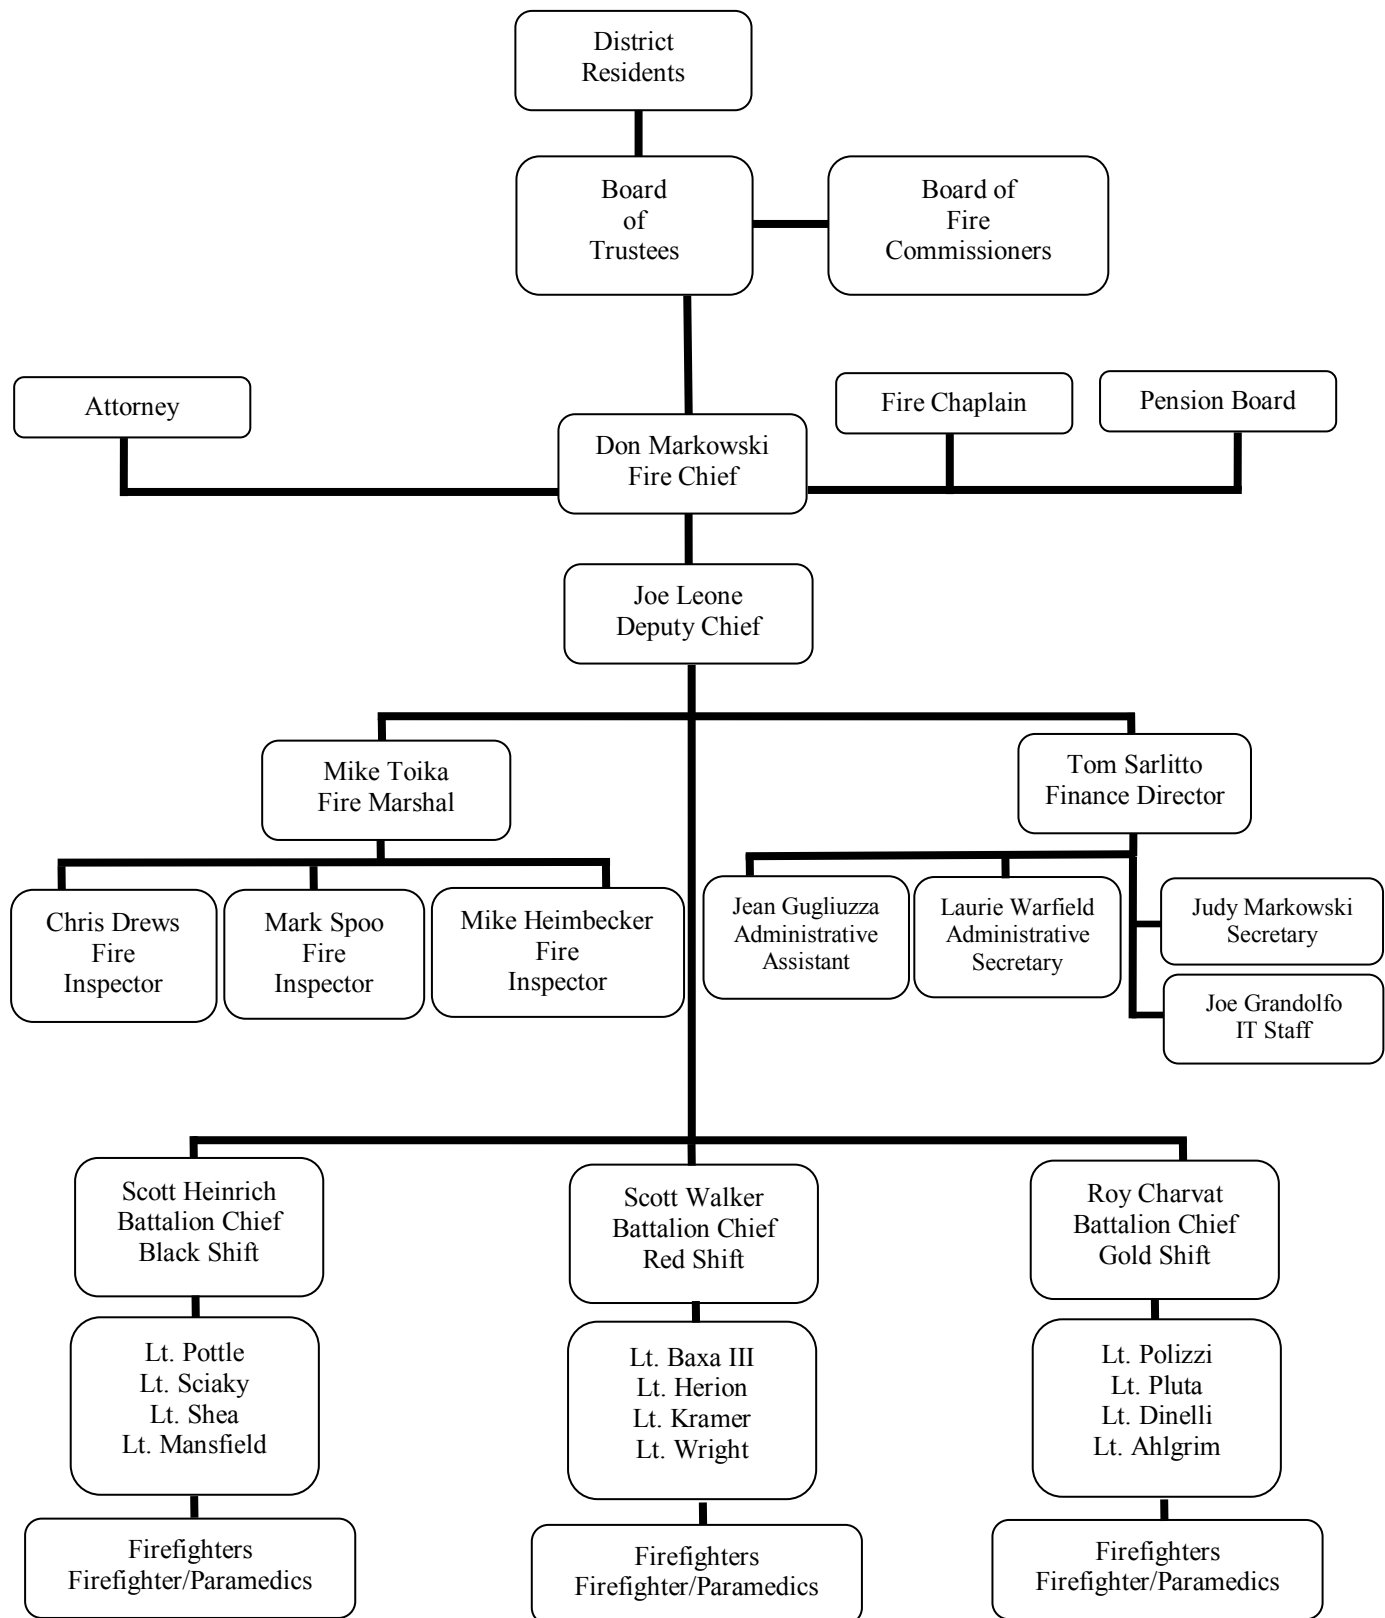 District
Residents
Board
of
Trustees
Board of
Fire
Commissioners
Attorney
Fire Chaplain
Pension Board
Don Markowski
Fire Chief
Joe Leone
Deputy Chief
Mike Toika
Fire Marshal
Tom Sarlitto
Finance Director
Chris Drews
Fire
Inspector
Mark Spoo
Fire
Inspector
Mike Heimbecker
Fire
Inspector
Jean Gugliuzza
Administrative
Assistant
Laurie Warfield
Administrative
Secretary
Judy Markowski
Secretary
Joe Grandolfo
IT Staff
Scott Heinrich
Battalion Chief
Black Shift
Scott Walker
Battalion Chief
Red Shift
Roy Charvat
Battalion Chief
Gold Shift
Lt. Pottle
Lt. Sciaky
Lt. Shea
Lt. Mansfield
Lt. Baxa III
Lt. Herion
Lt. Kramer
Lt. Wright
Lt. Polizzi
Lt. Pluta
Lt. Dinelli
Lt. Ahlgrim
Firefighters
Firefighter/Paramedics
Firefighters
Firefighter/Paramedics
Firefighters
Firefighter/Paramedics